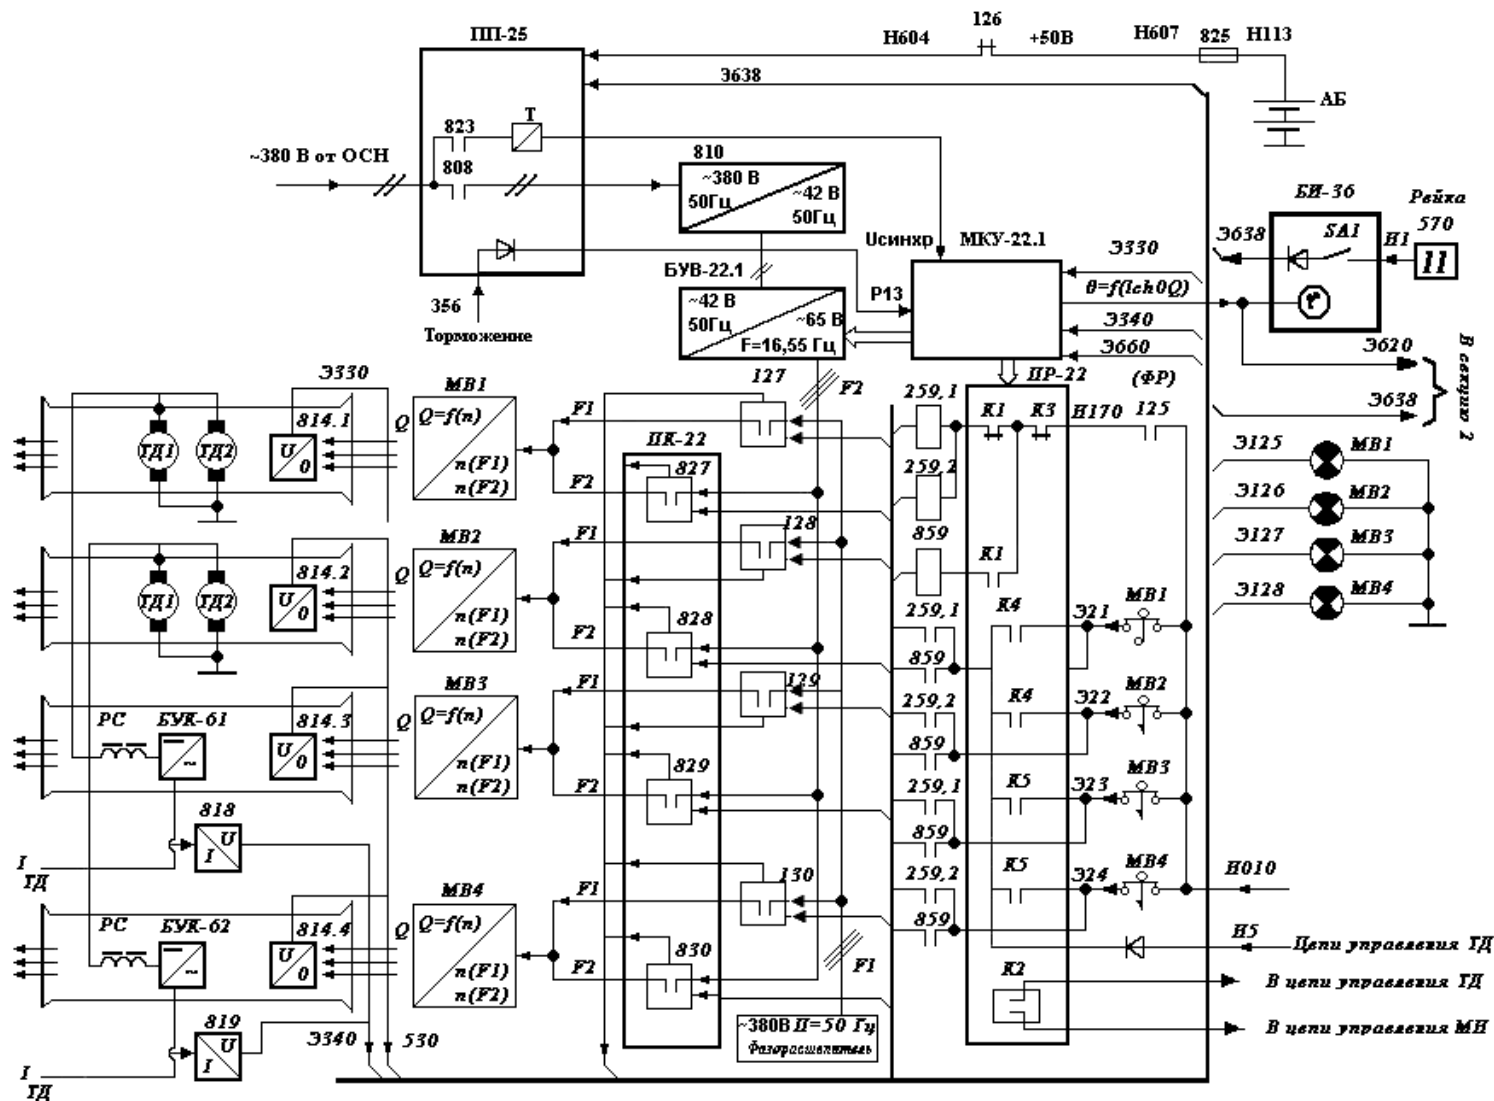 126
ПП-25
Н604
+50В
Н607
825
Н113
Э638
АБ
823
Т
~380 В от ОСН
808
810
~380 В
50Гц
~42 В
50Гц
БИ-36
Рейка
570
SA1
И1
Э638
Uсинхр
МКУ-22.1
Э330
БУВ-22.1
356
Торможение
P13
θ=f(Ich0Q)
Э340
Э660
~42 В
50Гц
~65 В
F=16,55 Гц
Э620
Э638
В секцию 2
Э330
МВ1
127
F2
259,1
ПР-22
(ФР)
К1
К3
Н170
125
814.1
Q
Q=f(n)
n(F1)
n(F2)
F1
F2
ПК-22
827
ТД1
ТД2
U
0
259,2
Э125
МВ1
Э126
МВ2
Э127
МВ3
Э128
МВ4
МВ2
814.2
Q
Q=f(n)
n(F1)
n(F2)
F1
F2
128
828
ТД1
ТД2
U
0
859
К1
259,1
К4
Э21
МВ1
859
МВ3
РС
БУК-61
814.3
Q
Q=f(n)
n(F1)
n(F2)
F1
F2
129
829
U
0
259,2
К4
Э22
МВ2
859
259,1
К5
Э23
МВ3
859
818
U
I
I
ТД
МВ4
РС
БУК-62
814.4
Q
Q=f(n)
n(F1)
n(F2)
F1
F2
130
830
F1
U
0
259,2
К5
Э24
МВ4
859
Н010
Н5
Цепи управления ТД
К2
В цепи управления ТД
В цепи управления МН
819
U
I
I
ТД
Э340
530
~380В П=50 Гц
Фазорасщепитель